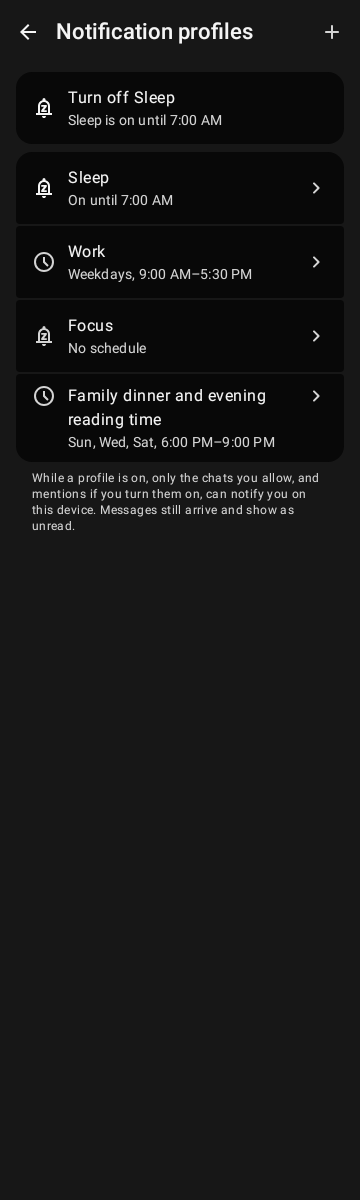 Notification profiles
Turn off Sleep
Sleep is on until 7:00 AM
Sleep
On until 7:00 AM
Work
Weekdays, 9:00 AM–5:30 PM
Focus
No schedule
Family dinner and evening
reading time
Sun, Wed, Sat, 6:00 PM–9:00 PM
While a profile is on, only the chats you allow, and
mentions if you turn them on, can notify you on
this device. Messages still arrive and show as
unread.